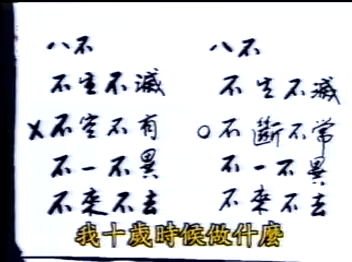 八不
不生不滅
X不空不有
不一不異
不來不去
八不
不生不滅
○不斷不常
不一不異
不來不去
我十歲時候做什麼